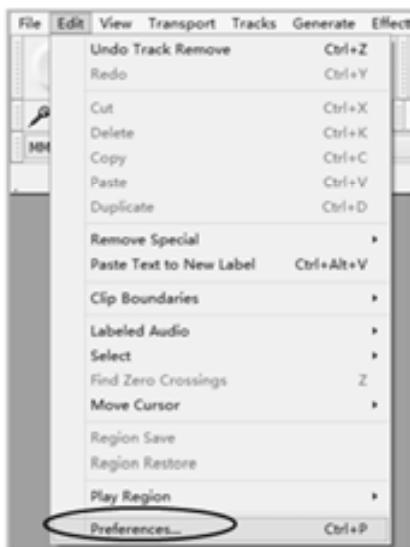 File Edit View Transport Tracks Generate Effect
Undo Track Remove Ctrl+Z
Redo Ctrl+Y
Cut Ctrl+X
Delete Ctrl+K
Copy Ctrl+C
Paste Ctrl+V
Duplicate Ctrl+D
Remove Special
Paste Text to New Label Ctrl+Alt+V
Clip Boundaries
Labeled Audio
Select
Find Zero Crossings Z
Move Cursor
Region Save
Region Restore
Play Region
Preferences... Ctrl+P